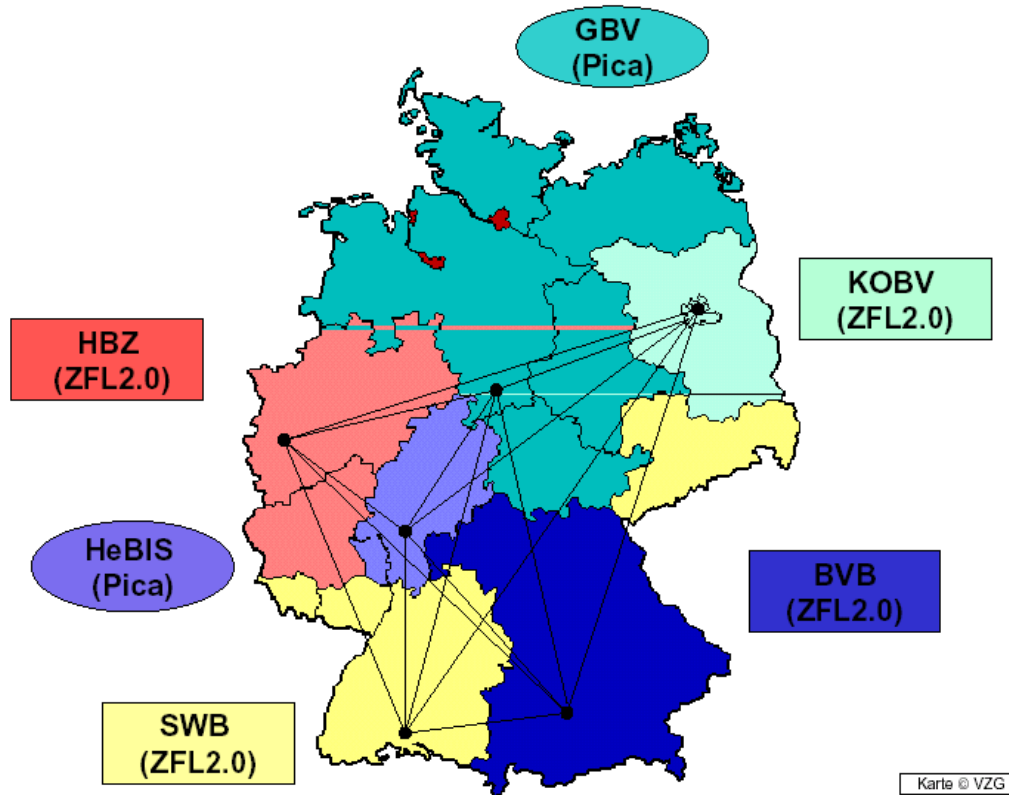 GBV
(Pica)
KOBV
(ZFL2.0)
HBZ
(ZFL2.0)
HeBIS
(Pica)
BVB
(ZFL2.0)
SWB
(ZFL2.0)
Karte © VZG